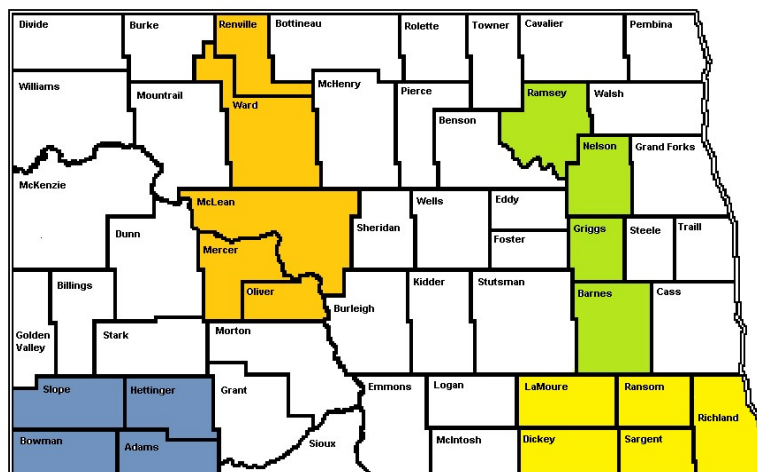 Divide
Burke
Renville
Bottineau
Rolette
Towner
Cavalier
Pembina
Williams
Mountrail
Ward
McHenry
Pierce
Benson
Ramsey
Walsh
Nelson
Grand Forks
McKenzie
Dunn
McLean
Mercer
Oliver
Sheridan
Wells
Eddy
Foster
Griggs
Steele
Traill
Golden
Valley
Billings
Stark
Morton
Burleigh
Kidder
Stutsman
Barnes
Cass
Slope
Hettinger
Grant
Sioux
Emmons
Logan
LaMoure
Ransom
Richland
Bowman
Adams
McIntosh
Dickey
Sargent